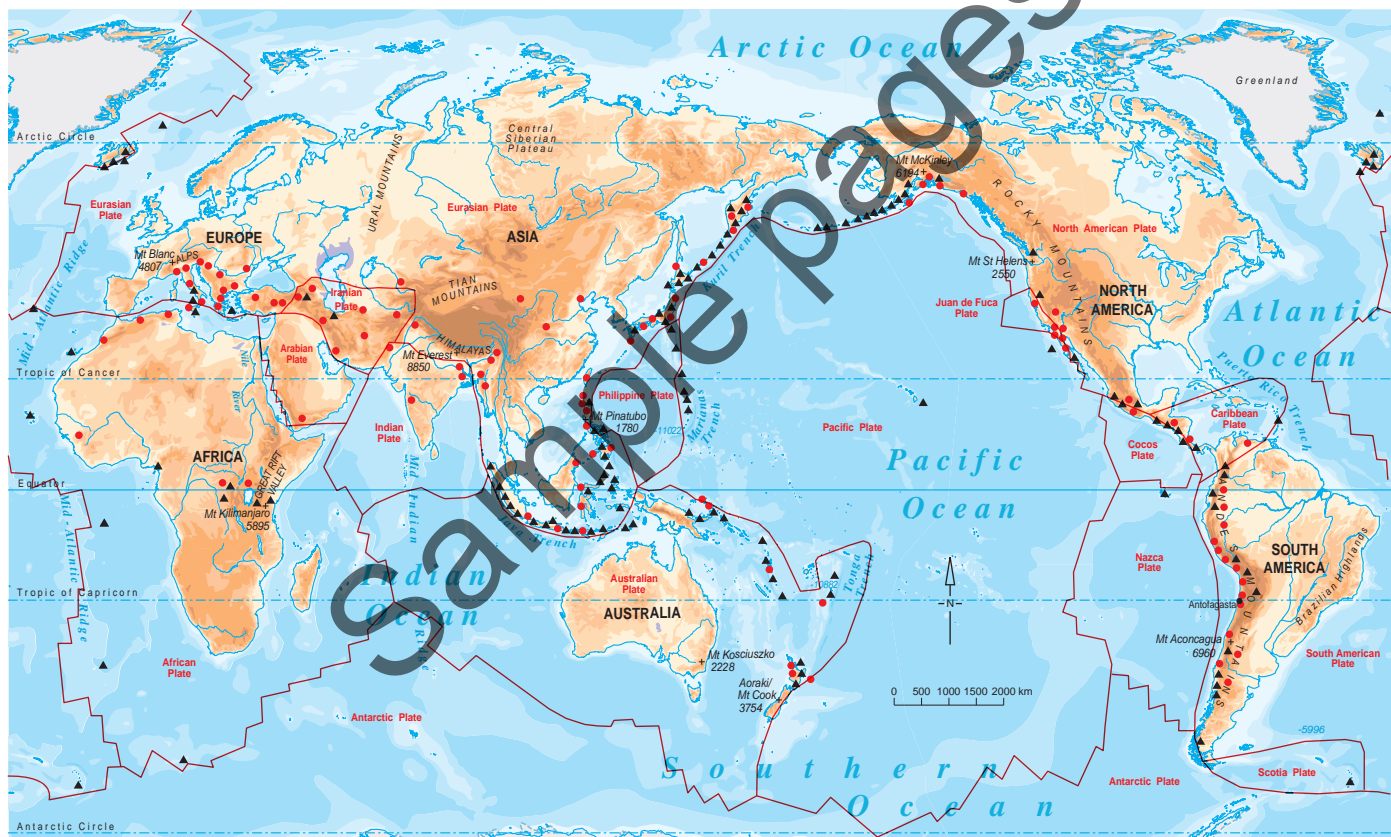 Arctic Ocean
Greenland
Arctic Circle
Central
Siberian
Plateau
URAL MOUNTAINS
Mt McKinley
6194
ROCKY MOUNTAINS
Eurasian
Plate
Eurasian Plate
North American Plate
EUROPE
ASIA
Mt Blanc
4807
ALPS
Mt St Helens
2550
Kuril Trench
TIAN
MOUNTAINS
Iranian
Plate
NORTH
AMERICA
Juan de Fuca
Plate
Mid Atlantic Ridge
Atlantic
Ocean
Arabian
Plate
HIMALAYAS
Mt Everest
8850
Nile
River
Tropic of Cancer
Puerto Rico Trench
Philippine Plate
Mariana
Trench
11022
Mt Pinatubo
1780
Indian
Plate
Pacific Plate
Caribbean
Plate
Cocos
Plate
AFRICA
GREAT RIFT
VALLEY
Pacific
Ocean
Equator
Mid Indian
Ridge
Mt Kilimanjaro
5895
Mid-Atlantic Ridge
Java Trench
ANDES MOUNTAINS
SOUTH
AMERICA
Nazca
Plate
Brazilian Highlands
Indian
Ocean
Australian
Plate
AUSTRALIA
10882
Tonga
Trench
Tropic of Capricorn
N
Antofagasta
Mt Aconcagua
6960
South American
Plate
African
Plate
Mt Kosciuszko
2228
Aoraki/
Mt Cook
3754
0 500 1000 1500 2000 km
Antarctic Plate
5996
Southern
Ocean
Antarctic Plate
Scotia Plate
Antarctic Circle
Sample pages